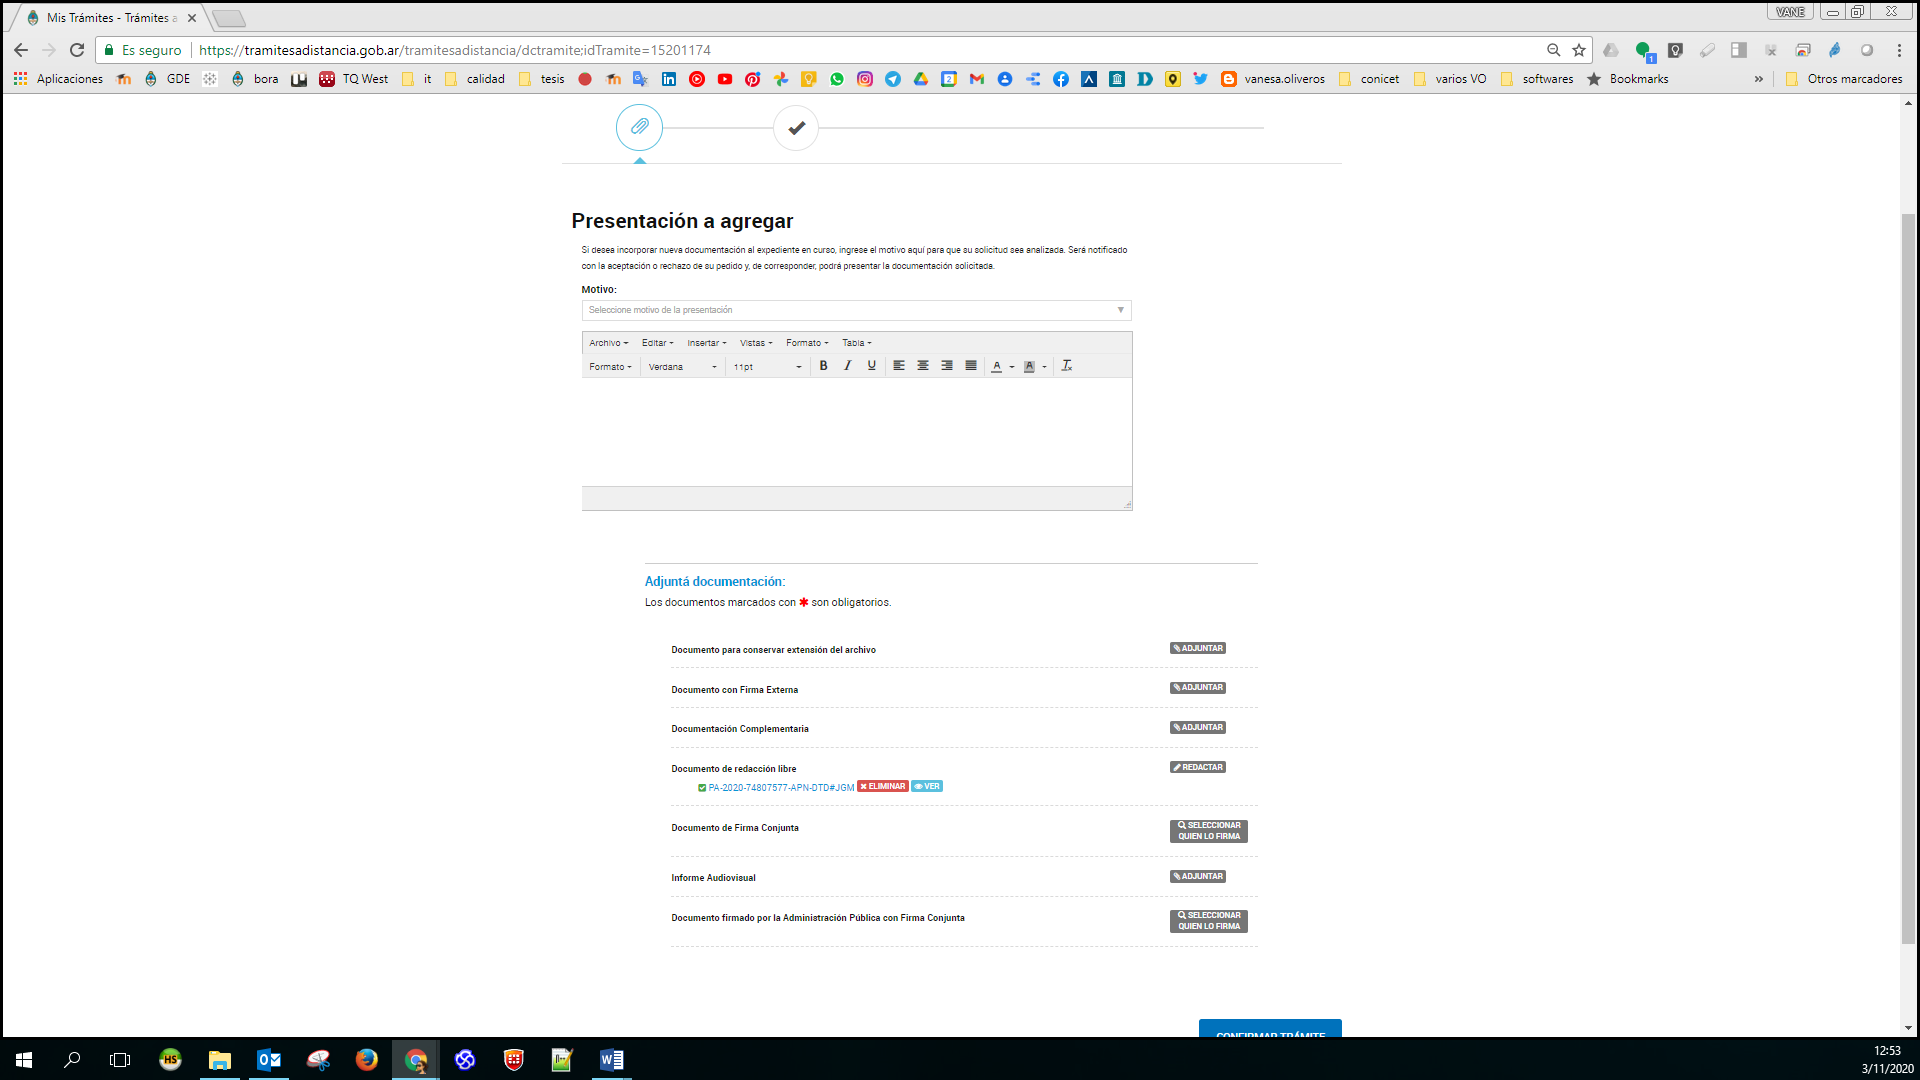 Mis Trámites - Trámites a
VANE
Es seguro
https://tramitesadistancia.gob.ar/tramitesadistancia/dctramite;idTramite=15201174
1
Aplicaciones
GDE
bora
TQ West
it
calidad
tesis
2
vanesa.oliveros
conicet
varios VO
softwares
Bookmarks
»
Otros marcadores
Presentación a agregar
Si desea incorporar nueva documentación al expediente en curso, ingrese el motivo aquí para que su solicitud sea analizada. Será notificado
con la aceptación o rechazo de su pedido y, de corresponder, podrá presentar la documentación solicitada.
Motivo:
Seleccione motivo de la presentación
Archivo Editar Insertar Vistas Formato Tabla
Formato Verdana 11pt B I U A A
Adjuntá documentación:
Los documentos marcados con ✱ son obligatorios.
Documento para conservar extensión del archivo
ADJUNTAR
Documento con Firma Externa
ADJUNTAR
Documentación Complementaria
ADJUNTAR
Documento de redacción libre
REDACTAR
PA-2020-74807577-APN-DTD#JGM ELIMINAR VER
Documento de Firma Conjunta
SELECCIONAR
QUIEN LO FIRMA
Informe Audiovisual
ADJUNTAR
Documento firmado por la Administración Pública con Firma Conjunta
SELECCIONAR
QUIEN LO FIRMA
CONFIRMAR TRÁMITE
HS
12:53
3/11/2020